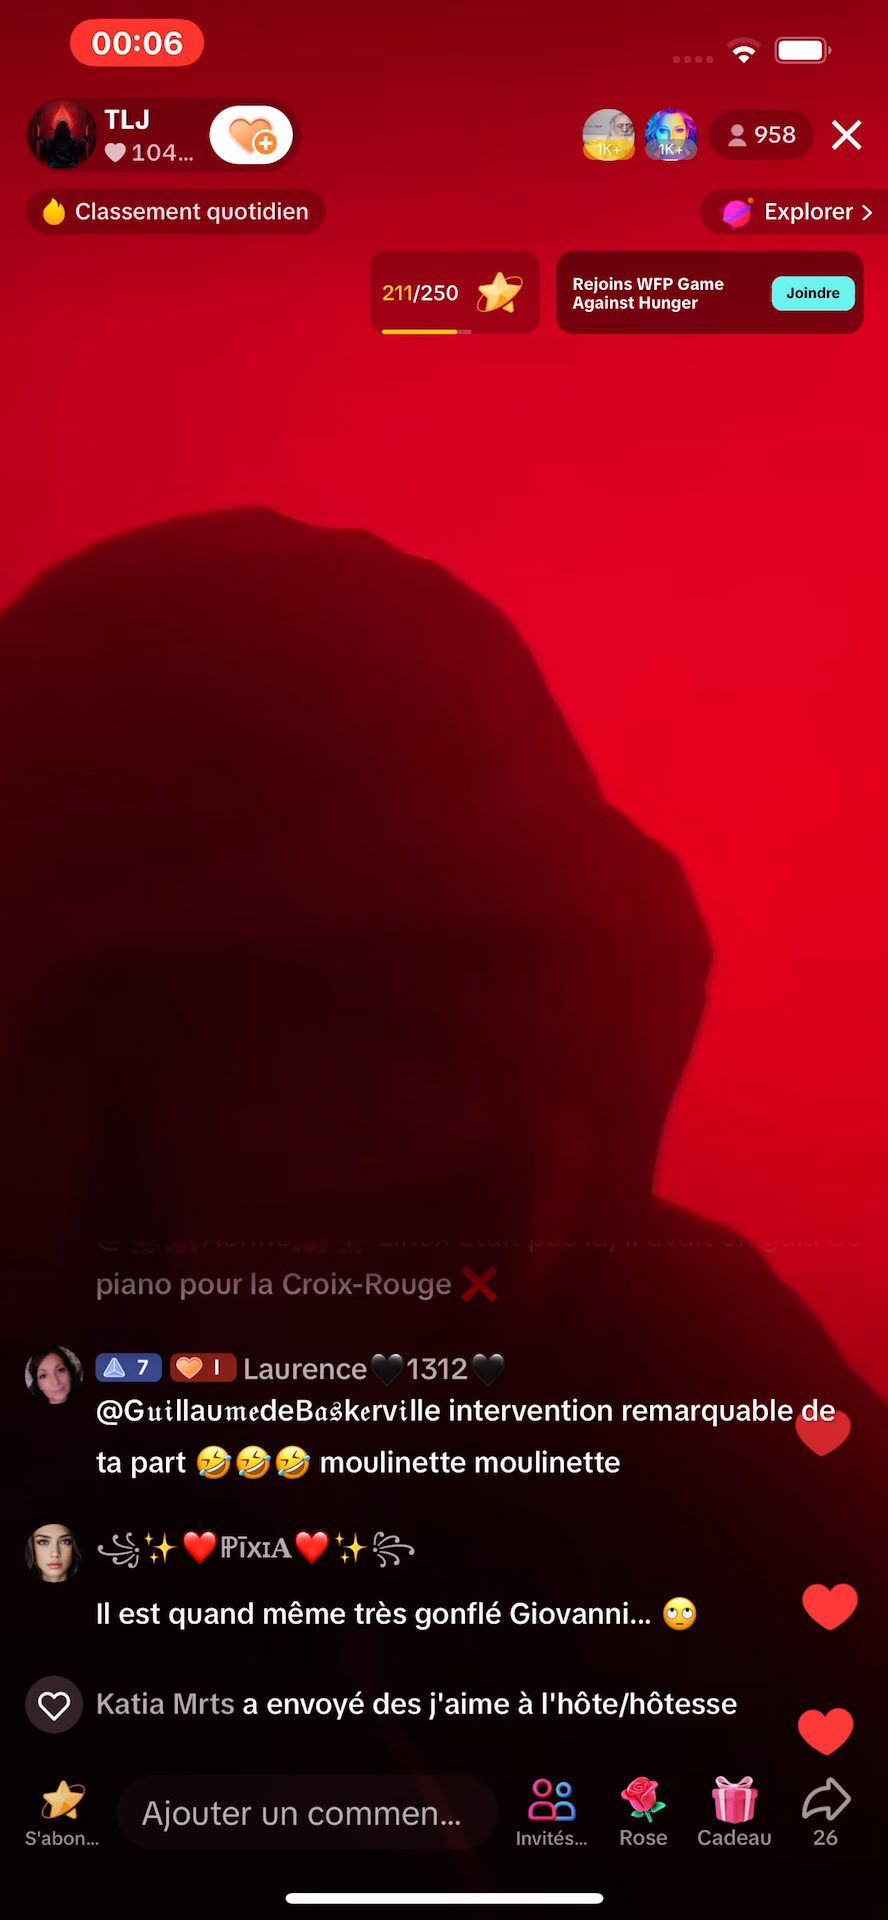 00:06
TLJ
104...
1K+
1K+
958
Classement quotidien
Explorer
211/250
Rejoins WFP Game
Against Hunger
Joindre
piano pour la Croix-Rouge ❌
7 I Laurence🖤1312🖤
@G𝔲𝔦llau𝔪𝔢deB𝔞𝔰̌k𝔢rv𝔦lle intervention remarquable de
ta part 🤣🤣🤣 moulinette moulinette
꧁✨❤️ℙīxɪᴀ❤️✨꧂
Il est quand même très gonflé Giovanni... 🙄
Katia Mrts a envoyé des j'aime à l'hôte/hôtesse
S'abon...
Ajouter un commen...
Invités...
Rose
Cadeau
26